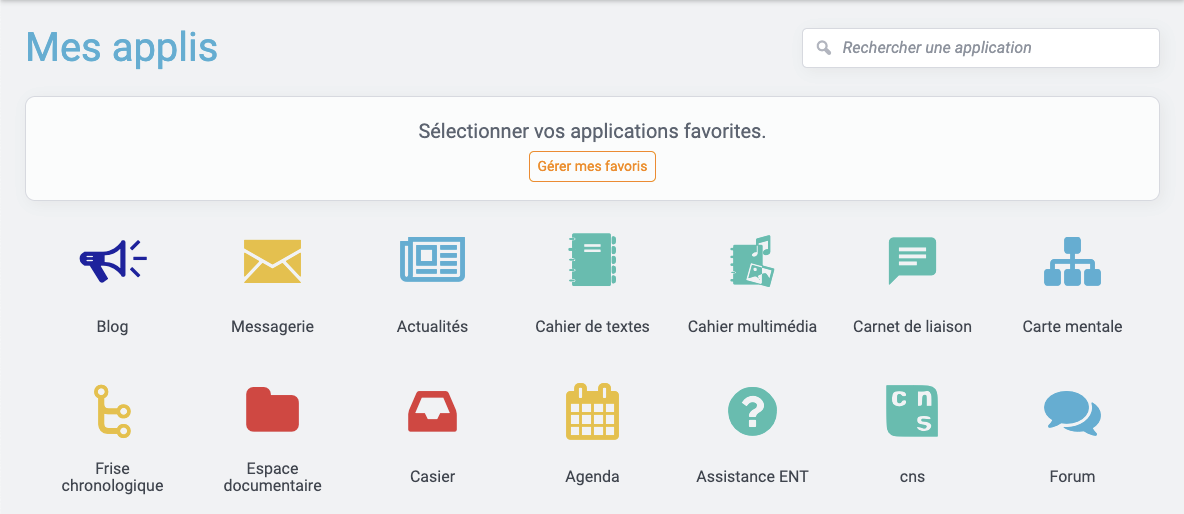 Mes applis
Rechercher une application
Sélectionner vos applications favorites.
Gérer mes favoris
Blog
Messagerie
Actualités
Cahier de textes
Cahier multimédia
Carnet de liaison
Carte mentale
c n
s
Frise
chronologique
Espace
documentaire
Casier
Agenda
Assistance ENT
cns
Forum